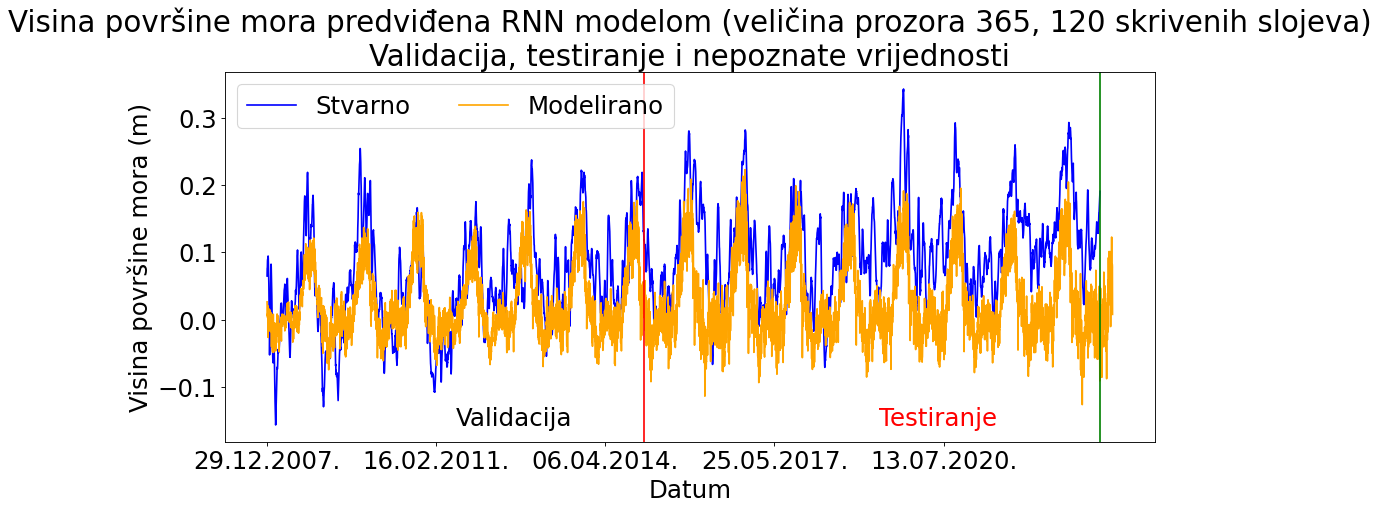 Visina površine mora predviđena RNN modelom (veličina prozora 365, 120 skrivenih slojeva)
Validacija, testiranje i nepoznate vrijednosti
Stvarno
Modelirano
Visina površine mora (m)
0.3
0.2
0.1
0.0
−0.1
Validacija
Testiranje
29.12.2007.
16.02.2011.
06.04.2014.
25.05.2017.
13.07.2020.
Datum